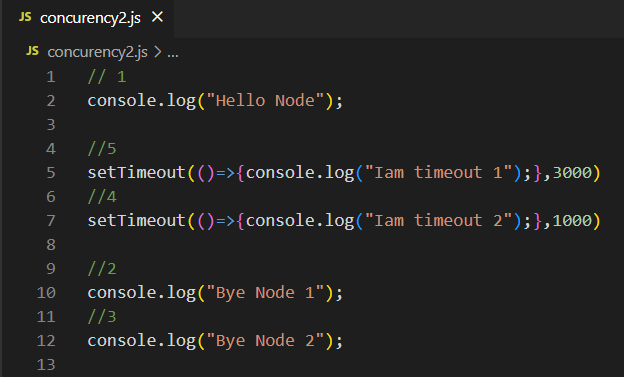 JS concurency2.js ×
JS concurency2.js > ...
1 // 1
2 console.log("Hello Node");
3
4 //5
5 setTimeout(()=>{console.log("Iam timeout 1");},3000)
6 //4
7 setTimeout(()=>{console.log("Iam timeout 2");},1000)
8
9 //2
10 console.log("Bye Node 1");
11 //3
12 console.log("Bye Node 2");
13